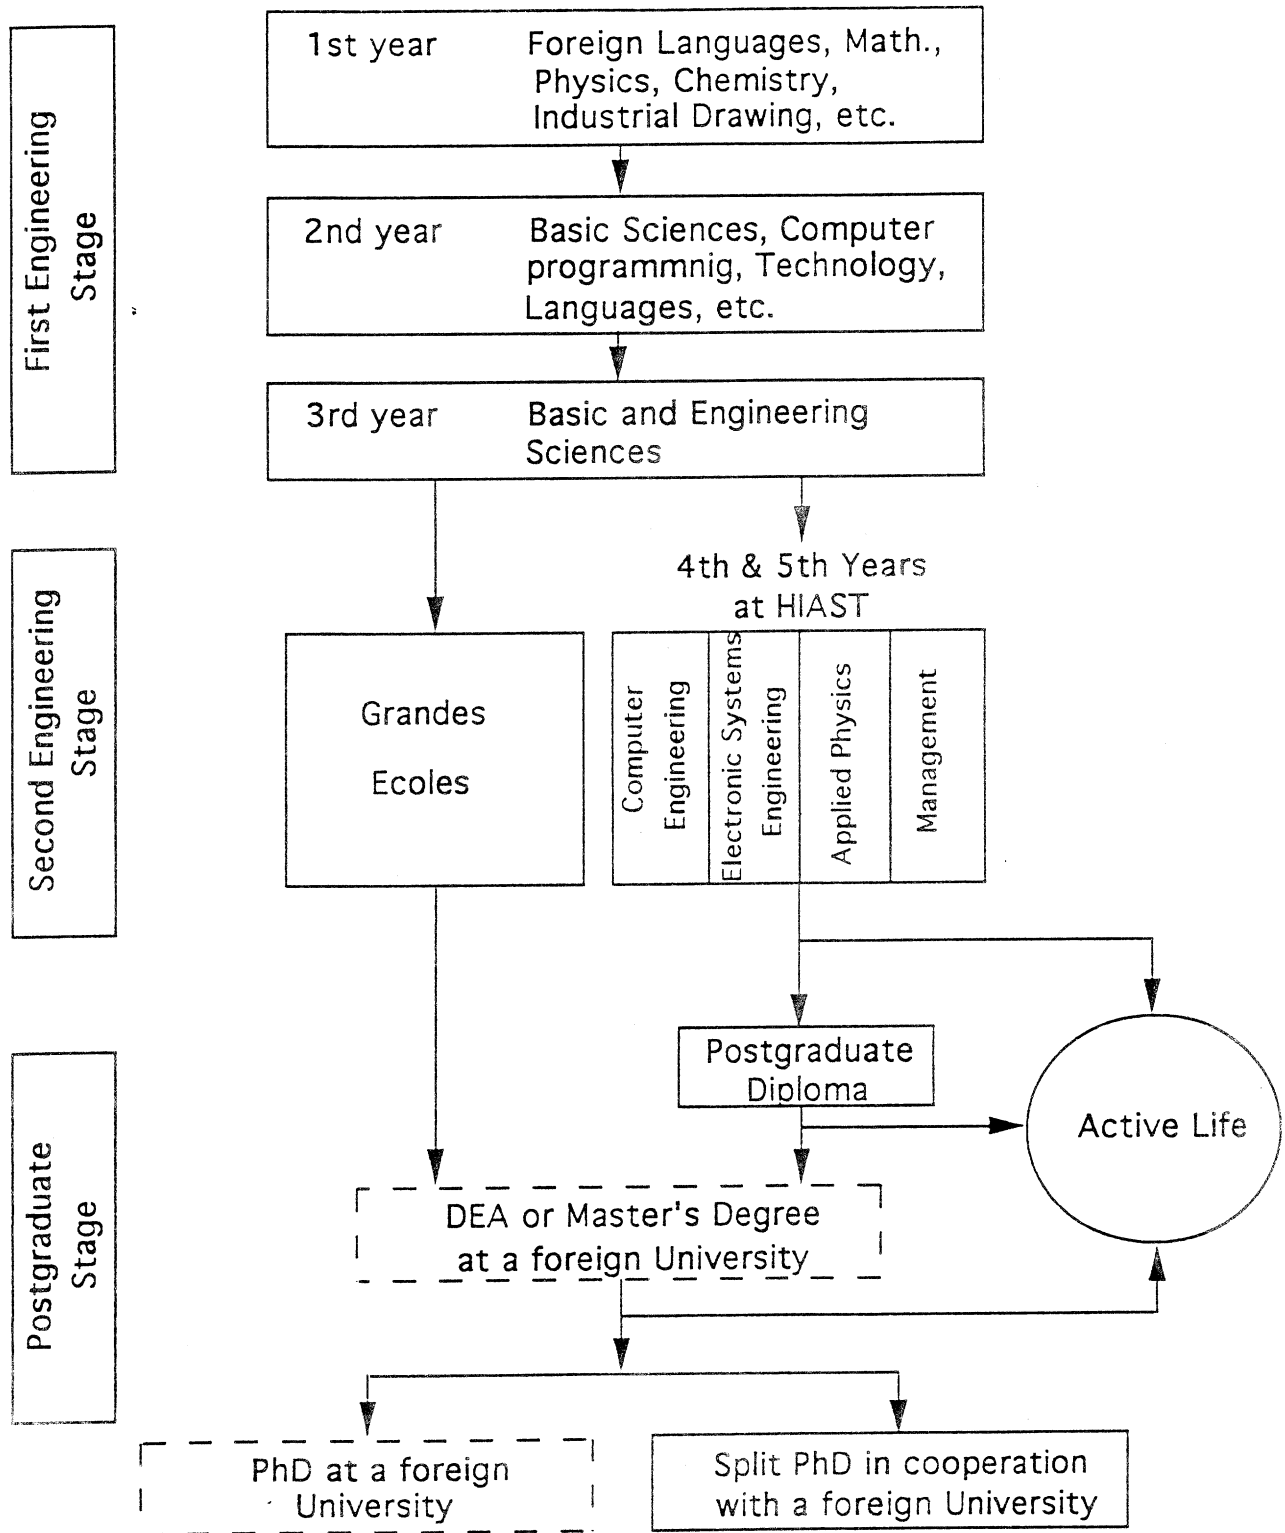 First Engineering
Stage
1st year Foreign Languages, Math.,
Physics, Chemistry,
Industrial Drawing, etc.
2nd year Basic Sciences, Computer
programmnig, Technology,
Languages, etc.
3rd year Basic and Engineering
Sciences
Second Engineering
Stage
4th & 5th Years
at HIAST
Grandes
Ecoles
Computer
Engineering
Electronic Systems
Engineering
Applied Physics
Management
Postgraduate
Stage
Postgraduate
Diploma
Active Life
DEA or Master's Degree
at a foreign University
PhD at a foreign
University
Split PhD in cooperation
with a foreign University